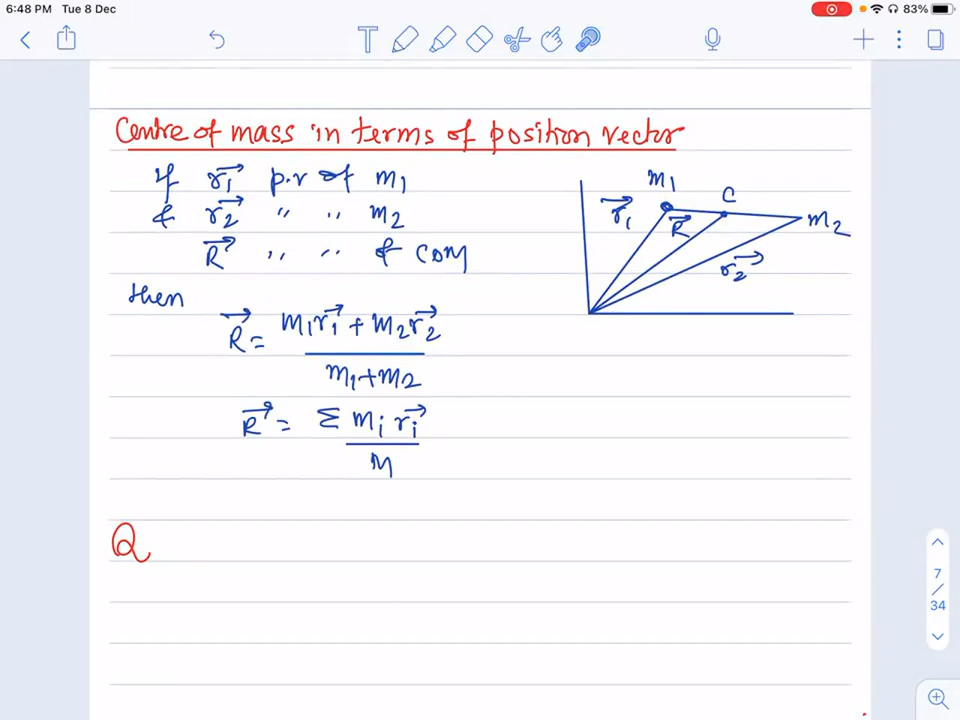 6:48 PM Tue 8 Dec 83%
Centre of mass in terms of position vector
If r₁⃗ p.v of m₁
& r₂⃗ " " m₂
R⃗ " " of com
then
R⃗ = m₁r₁⃗ + m₂r₂⃗
m₁+m₂
R⃗ = Σ mᵢ rᵢ⃗
M
m₁
C
r₁⃗
R⃗
m₂
r₂⃗
Q
T
7
/
34